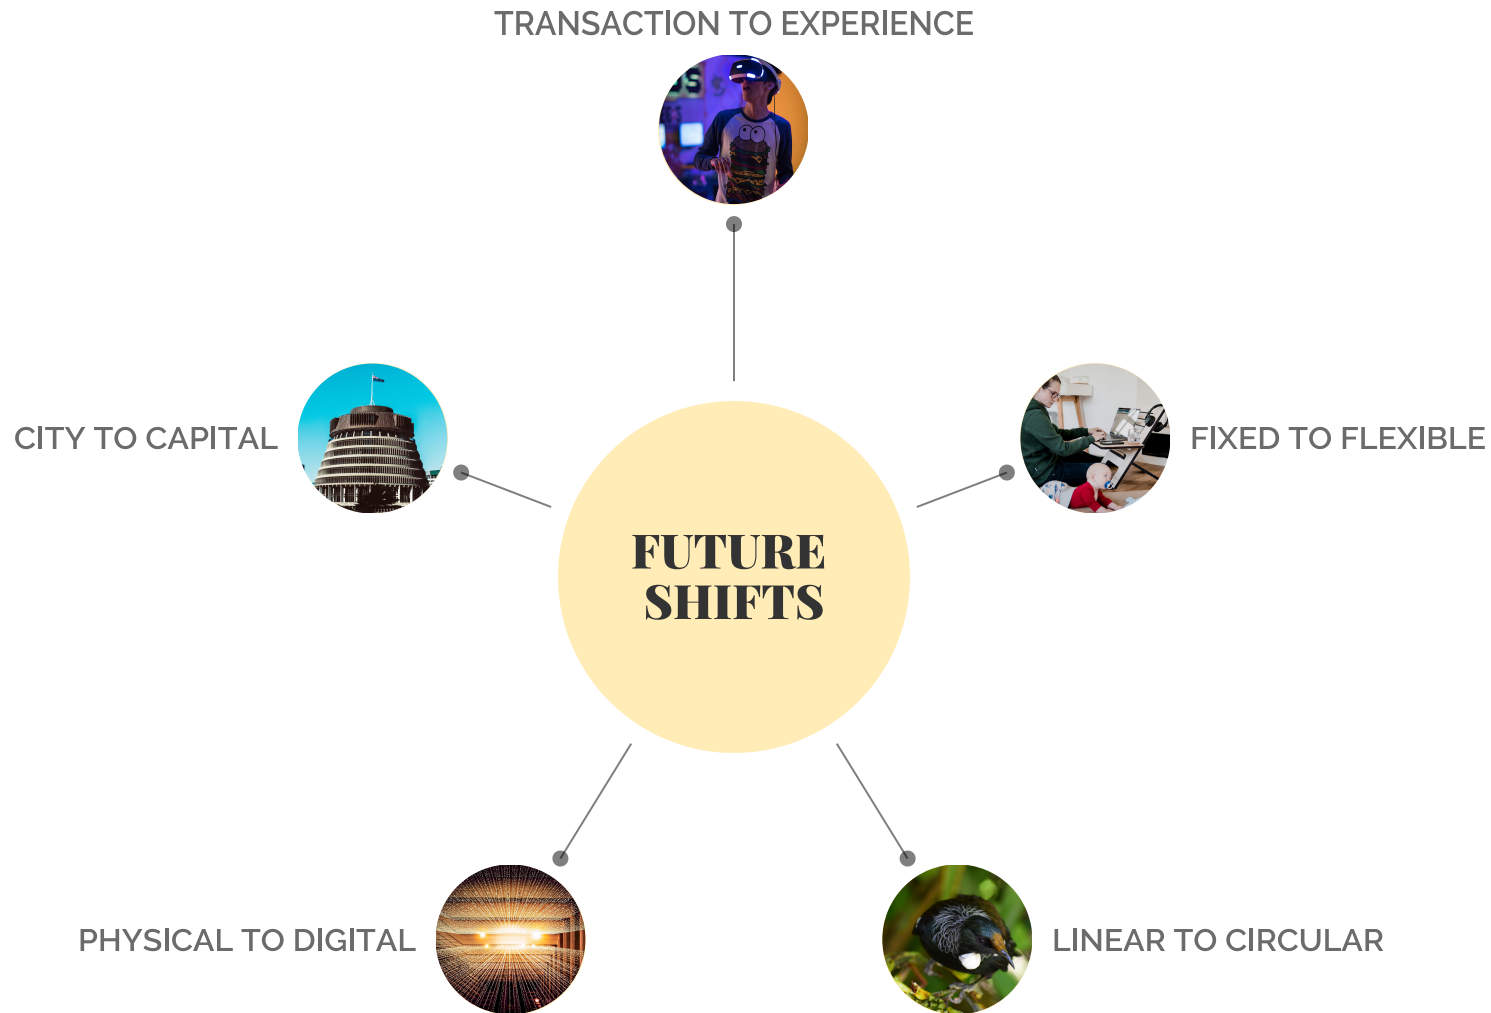 TRANSACTION TO EXPERIENCE
CITY TO CAPITAL
FIXED TO FLEXIBLE
FUTURE
SHIFTS
PHYSICAL TO DIGITAL
LINEAR TO CIRCULAR